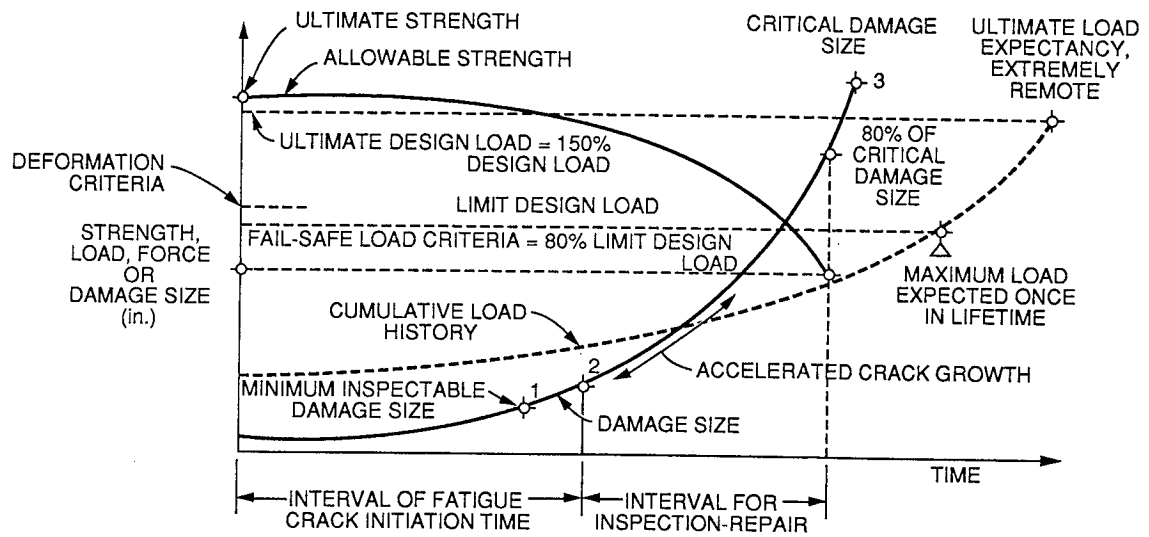 ULTIMATE STRENGTH
ALLOWABLE STRENGTH
CRITICAL DAMAGE
SIZE
3
ULTIMATE LOAD
EXPECTANCY,
EXTREMELY
REMOTE
ULTIMATE DESIGN LOAD = 150%
DESIGN LOAD
80% OF
CRITICAL
DAMAGE
SIZE
DEFORMATION
CRITERIA
LIMIT DESIGN LOAD
STRENGTH,
LOAD, FORCE
OR
DAMAGE SIZE
(in.)
FAIL-SAFE LOAD CRITERIA = 80% LIMIT DESIGN
LOAD
MAXIMUM LOAD
EXPECTED ONCE
IN LIFETIME
CUMULATIVE LOAD
HISTORY
2
ACCELERATED CRACK GROWTH
MINIMUM INSPECTABLE
DAMAGE SIZE
1
DAMAGE SIZE
TIME
INTERVAL OF FATIGUE
CRACK INITIATION TIME
INTERVAL FOR
INSPECTION-REPAIR